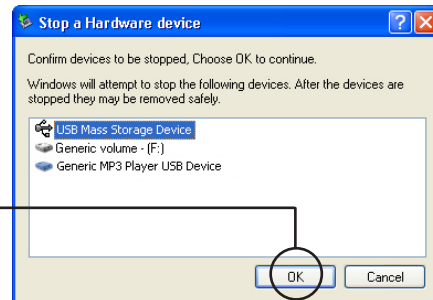 Stop a Hardware device
Confirm devices to be stopped, Choose OK to continue.
Windows will attempt to stop the following devices. After the devices are
stopped they may be removed safely.
USB Mass Storage Device
Generic volume - (F:)
Generic MP3 Player USB Device
OK Cancel